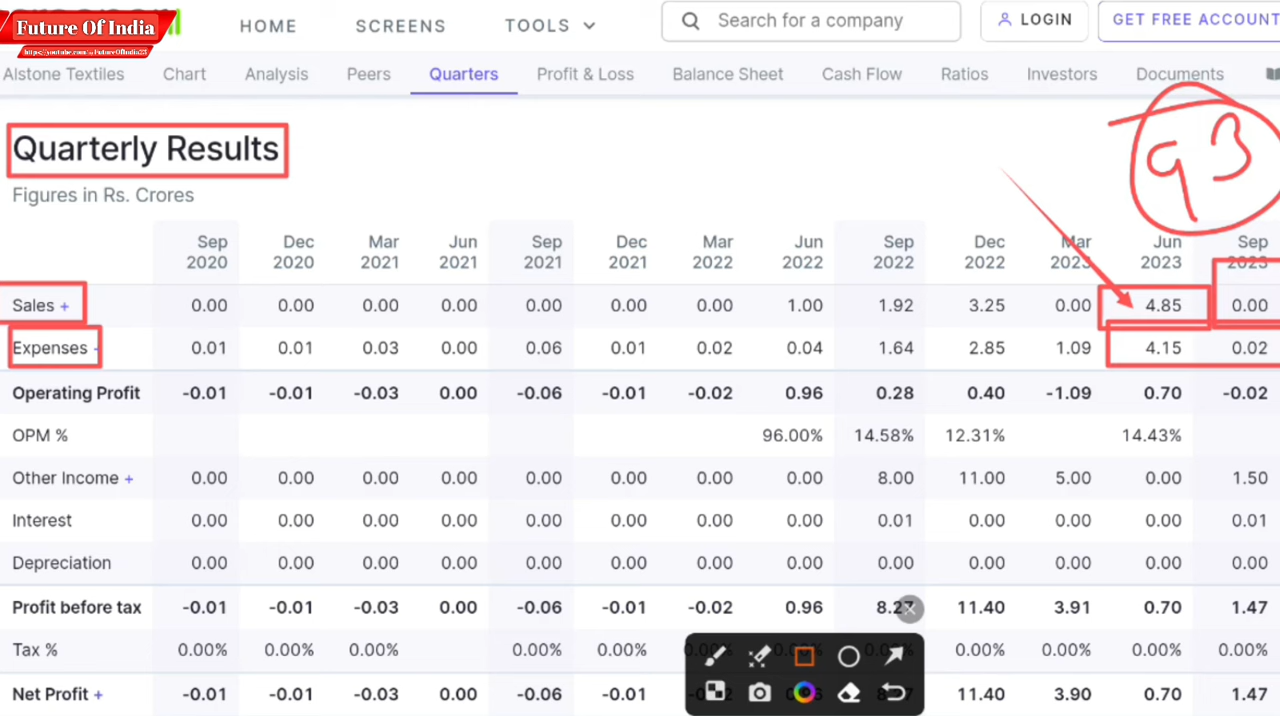 Future Of India
HOME SCREENS TOOLS Search for a company LOGIN GET FREE ACCOUNT
Alstone Textiles Chart Analysis Peers Quarters Profit & Loss Balance Sheet Cash Flow Ratios Investors Documents
Q3
Quarterly Results
Figures in Rs. Crores
Sep 2020 Dec 2020 Mar 2021 Jun 2021 Sep 2021 Dec 2021 Mar 2022 Jun 2022 Sep 2022 Dec 2022 Mar 2023 Jun 2023 Sep 2023
Sales + 0.00 0.00 0.00 0.00 0.00 0.00 0.00 1.00 1.92 3.25 0.00 4.85 0.00
Expenses - 0.01 0.01 0.03 0.00 0.06 0.01 0.02 0.04 1.64 2.85 1.09 4.15 0.02
Operating Profit -0.01 -0.01 -0.03 0.00 -0.06 -0.01 -0.02 0.96 0.28 0.40 -1.09 0.70 -0.02
OPM % 96.00% 14.58% 12.31% 14.43%
Other Income + 0.00 0.00 0.00 0.00 0.00 0.00 0.00 0.00 8.00 11.00 5.00 0.00 1.50
Interest 0.00 0.00 0.00 0.00 0.00 0.00 0.00 0.00 0.01 0.00 0.00 0.00 0.01
Depreciation 0.00 0.00 0.00 0.00 0.00 0.00 0.00 0.00 0.00 0.00 0.00 0.00 0.00
Profit before tax -0.01 -0.01 -0.03 0.00 -0.06 -0.01 -0.02 0.96 8.27 11.40 3.91 0.70 1.47
Tax % 0.00% 0.00% 0.00% 0.00% 0.00% 0.00% 0.00% 0.00% 0.00% 0.00% 0.00% 0.00%
Net Profit + -0.01 -0.01 -0.03 0.00 -0.06 -0.01 11.40 3.90 0.70 1.47